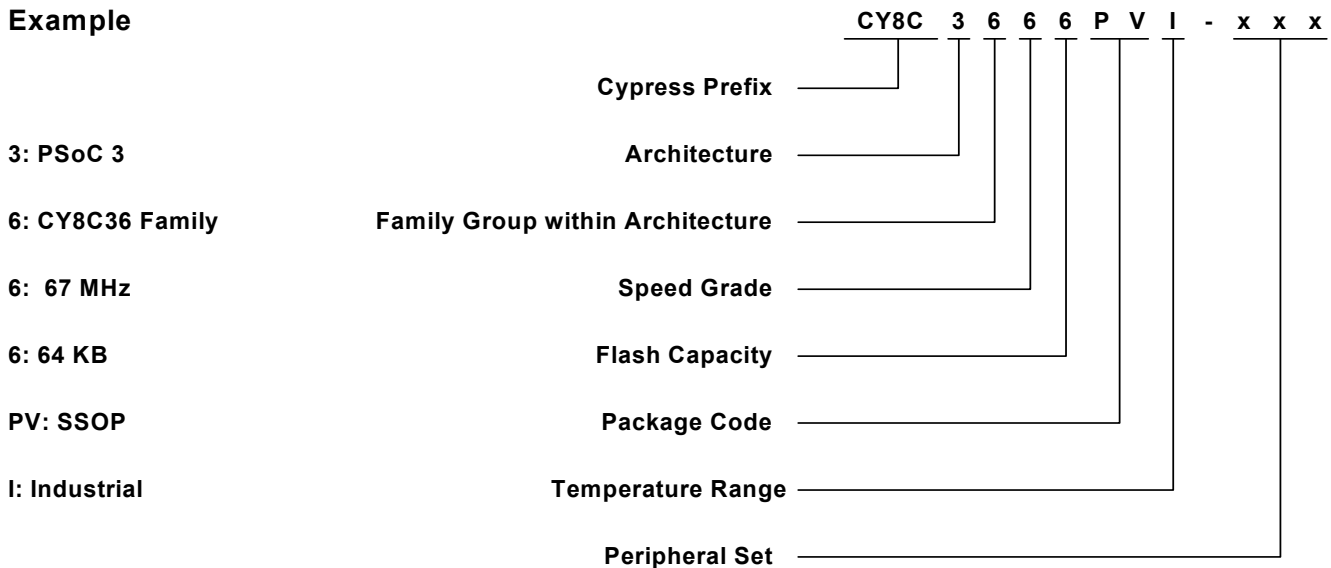 Example CY8C 3 6 6 6 P V I - x x x
Cypress Prefix
3: PSoC 3 Architecture
6: CY8C36 Family Family Group within Architecture
6: 67 MHz Speed Grade
6: 64 KB Flash Capacity
PV: SSOP Package Code
I: Industrial Temperature Range
Peripheral Set